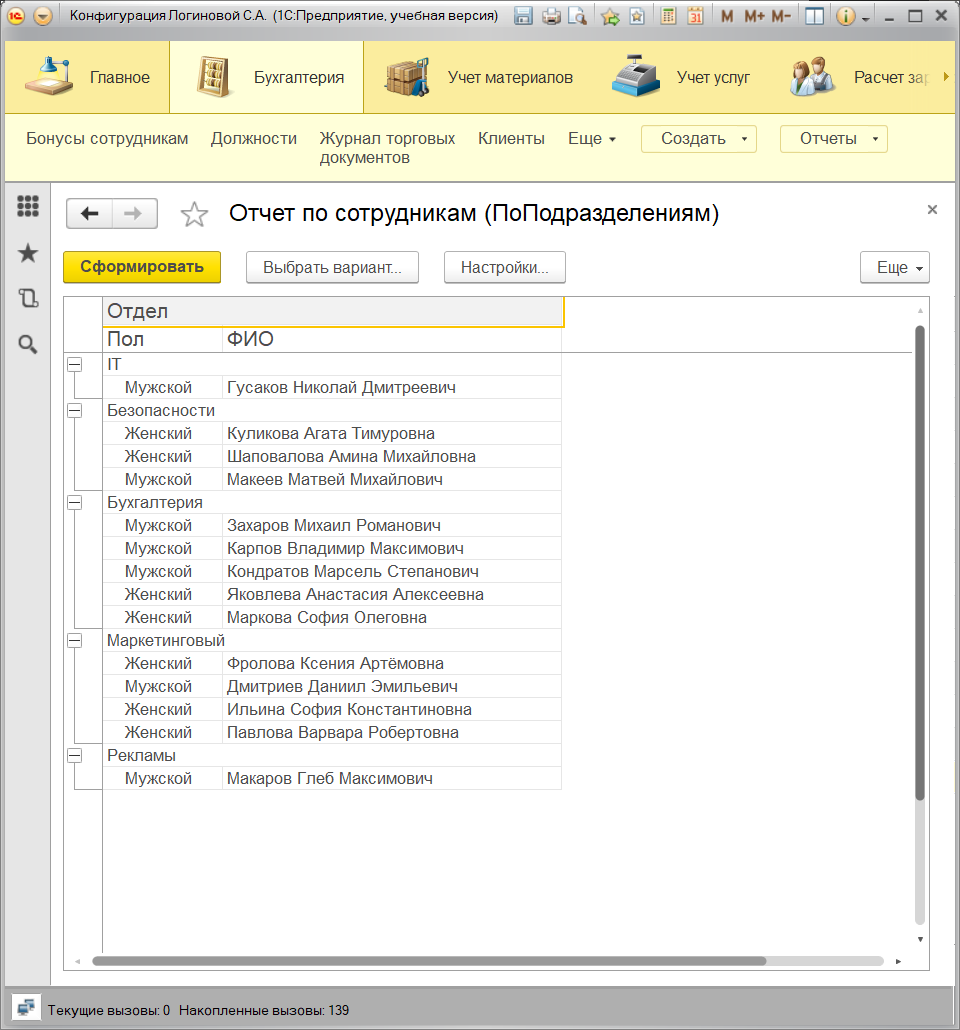 Конфигурация Логиновой С.А. (1С:Предприятие, учебная версия) M M+ M-
Главное Бухгалтерия Учет материалов Учет услуг Расчет зар
Бонусы сотрудникам Должности Журнал торговых документов Клиенты Еще Создать Отчеты
Отчет по сотрудникам (ПоПодразделениям)
Сформировать Выбрать вариант... Настройки... Еще
Отдел
Пол ФИО
IT
Мужской Гусаков Николай Дмитреевич
Безопасности
Женский Куликова Агата Тимуровна
Женский Шаповалова Амина Михайловна
Мужской Макеев Матвей Михайлович
Бухгалтерия
Мужской Захаров Михаил Романович
Мужской Карпов Владимир Максимович
Мужской Кондратов Марсель Степанович
Женский Яковлева Анастасия Алексеевна
Женский Маркова София Олеговна
Маркетинговый
Женский Фролова Ксения Артёмовна
Мужской Дмитриев Даниил Эмильевич
Женский Ильина София Константиновна
Женский Павлова Варвара Робертовна
Рекламы
Мужской Макаров Глеб Максимович
Текущие вызовы: 0 Накопленные вызовы: 139